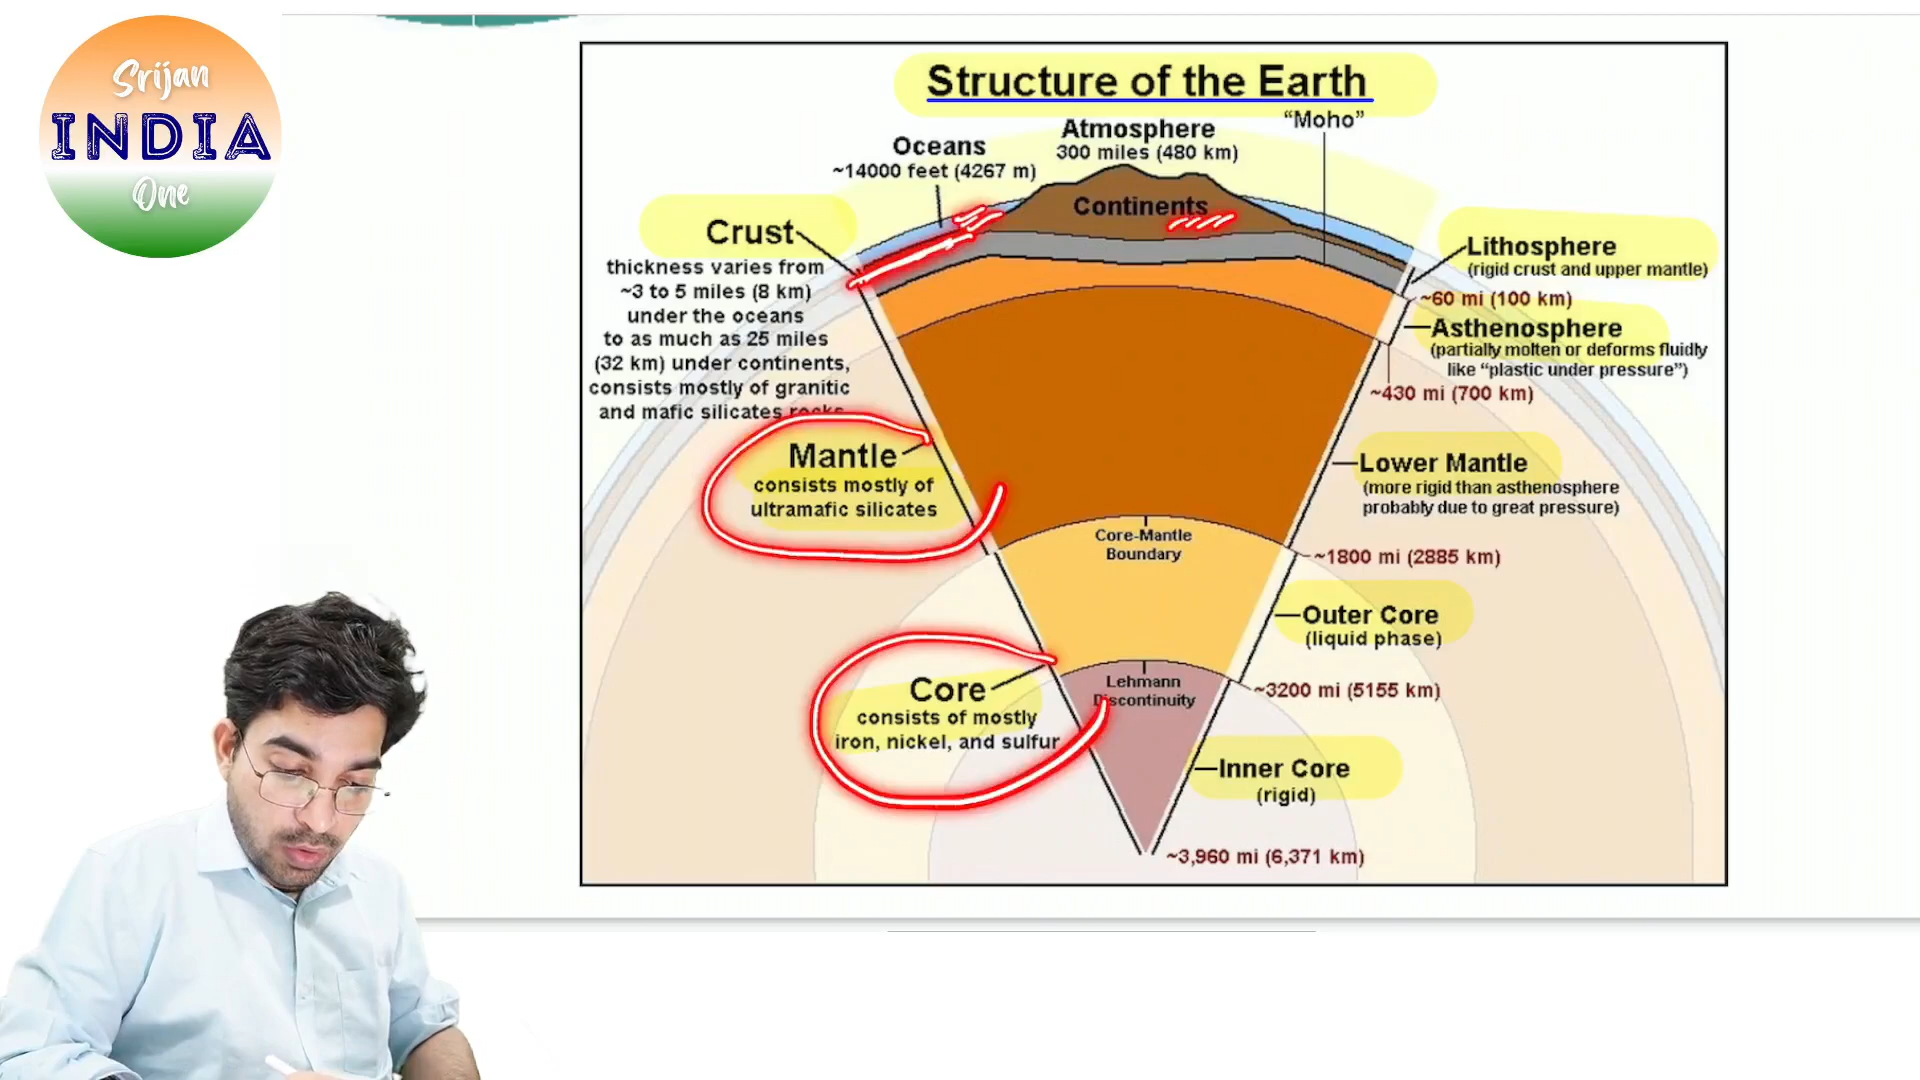 Srijan
INDIA
One
Structure of the Earth
"Moho"
Atmosphere
300 miles (480 km)
Oceans
~14000 feet (4267 m)
Continents
Crust
thickness varies from
~3 to 5 miles (8 km)
under the oceans
to as much as 25 miles
(32 km) under continents,
consists mostly of granitic
and mafic silicates rocks
Mantle
consists mostly of
ultramafic silicates
Core
consists of mostly
iron, nickel, and sulfur
Core-Mantle
Boundary
Lehmann
Discontinuity
Lithosphere
(rigid crust and upper mantle)
~60 mi (100 km)
Asthenosphere
(partially molten or deforms fluidly
like "plastic under pressure")
~430 mi (700 km)
Lower Mantle
(more rigid than asthenosphere
probably due to great pressure)
~1800 mi (2885 km)
Outer Core
(liquid phase)
~3200 mi (5155 km)
Inner Core
(rigid)
~3,960 mi (6,371 km)